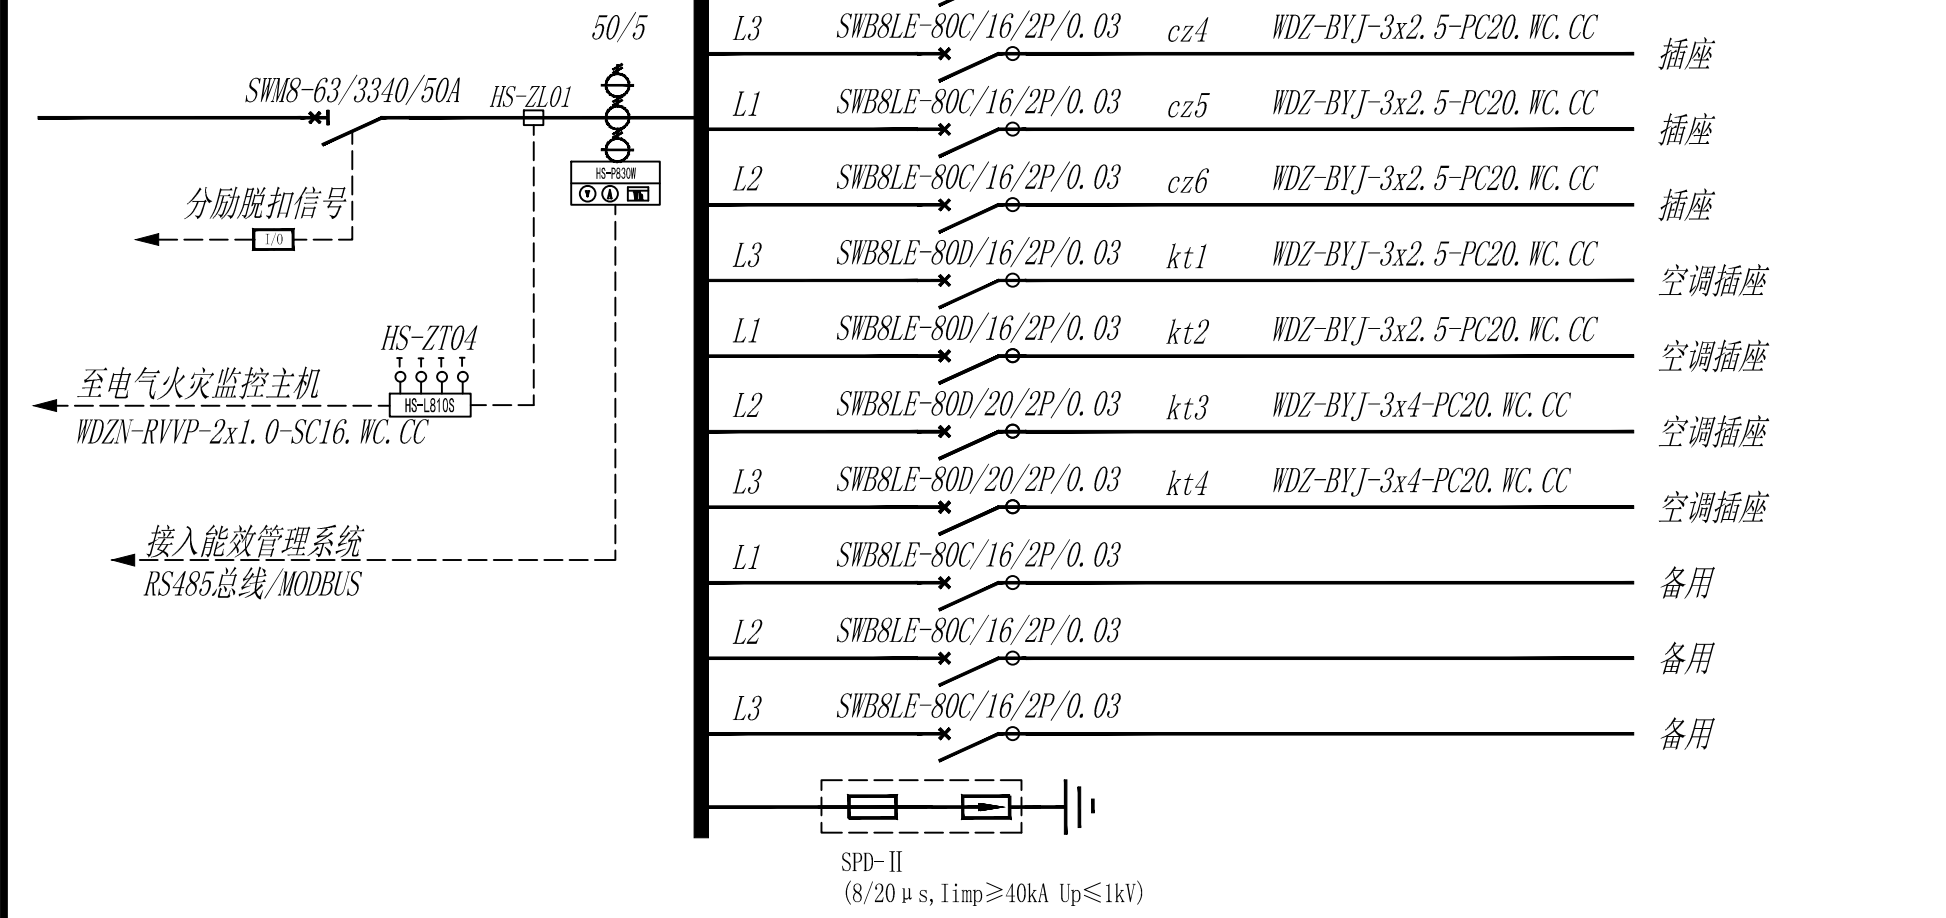 50/5
SWM8-63/3340/50A
HS-ZL01
HS-P830W
V A Wh
分励脱扣信号
I/O
HS-ZT04
至电气火灾监控主机
HS-L810S
WDZN-RVVP-2x1.0-SC16.WC.CC
接入能效管理系统
RS485总线/MODBUS
L3 SWB8LE-80C/16/2P/0.03 cz4 WDZ-BYJ-3x2.5-PC20.WC.CC 插座
L1 SWB8LE-80C/16/2P/0.03 cz5 WDZ-BYJ-3x2.5-PC20.WC.CC 插座
L2 SWB8LE-80C/16/2P/0.03 cz6 WDZ-BYJ-3x2.5-PC20.WC.CC 插座
L3 SWB8LE-80D/16/2P/0.03 kt1 WDZ-BYJ-3x2.5-PC20.WC.CC 空调插座
L1 SWB8LE-80D/16/2P/0.03 kt2 WDZ-BYJ-3x2.5-PC20.WC.CC 空调插座
L2 SWB8LE-80D/20/2P/0.03 kt3 WDZ-BYJ-3x4-PC20.WC.CC 空调插座
L3 SWB8LE-80D/20/2P/0.03 kt4 WDZ-BYJ-3x4-PC20.WC.CC 空调插座
L1 SWB8LE-80C/16/2P/0.03 备用
L2 SWB8LE-80C/16/2P/0.03 备用
L3 SWB8LE-80C/16/2P/0.03 备用
SPD-Ⅱ
(8/20μs,Iimp≥40kA Up≤1kV)